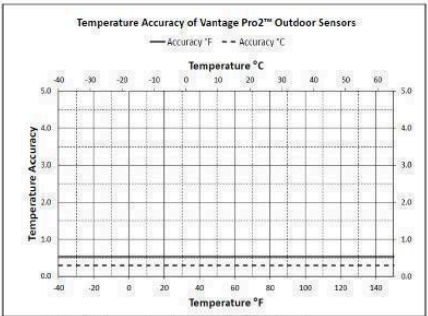 Temperature Accuracy of Vantage Pro2™ Outdoor Sensors
Accuracy °F Accuracy °C
Temperature °C
-40 -30 -20 -10 0 10 20 30 40 50 60
5.0 5.0
4.0 4.0
3.0 3.0
2.0 2.0
1.0 1.0
0.0 0.0
Temperature Accuracy
-40 -20 0 20 40 60 80 100 120 140
Temperature °F